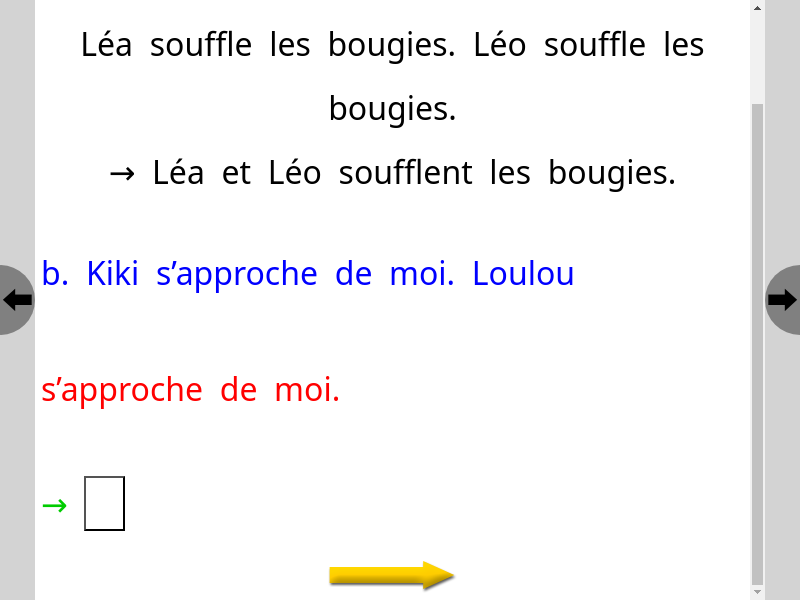 Léa souffle les bougies. Léo souffle les
bougies.
→ Léa et Léo soufflent les bougies.
b. Kiki s’approche de moi. Loulou
s’approche de moi.
→